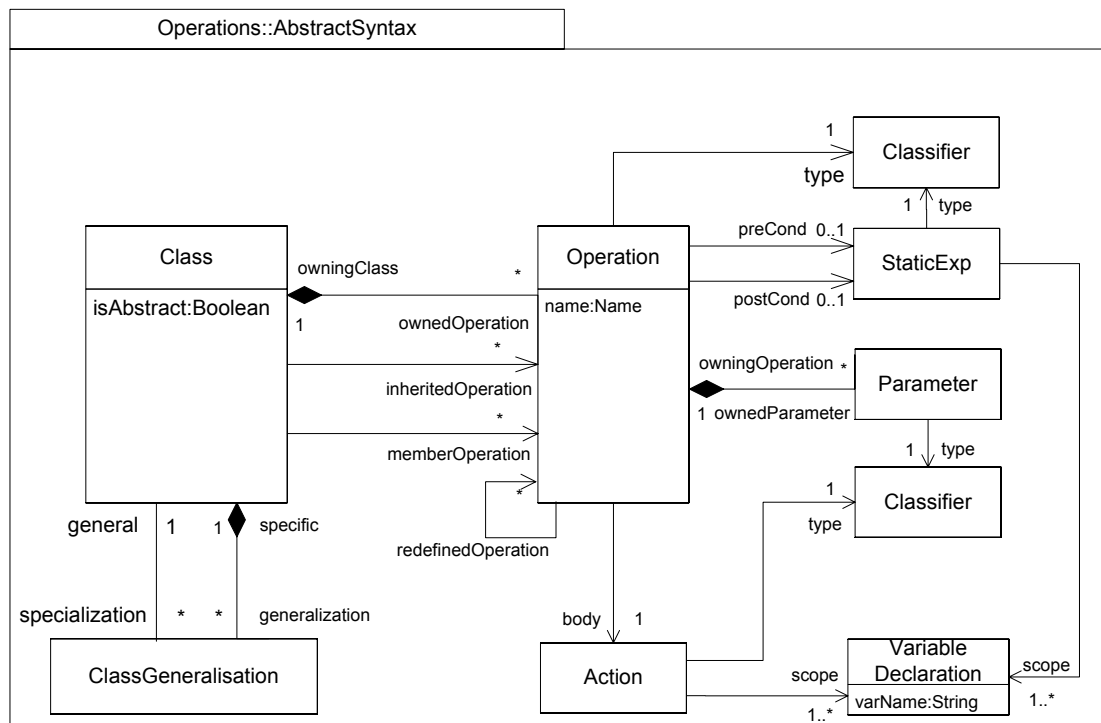 Operations::AbstractSyntax
1
Classifier
type
1
type
Class
isAbstract:Boolean
owningClass
*
1
ownedOperation
*
inheritedOperation
*
memberOperation
Operation
name:Name
preCond 0..1
postCond 0..1
StaticExp
owningOperation
*
1
ownedParameter
Parameter
1
type
1
Classifier
type
*
redefinedOperation
general
1
1
specific
specialization
*
*
generalization
ClassGeneralisation
body
1
Action
scope
1..*
Variable
Declaration
varName:String
scope
1..*